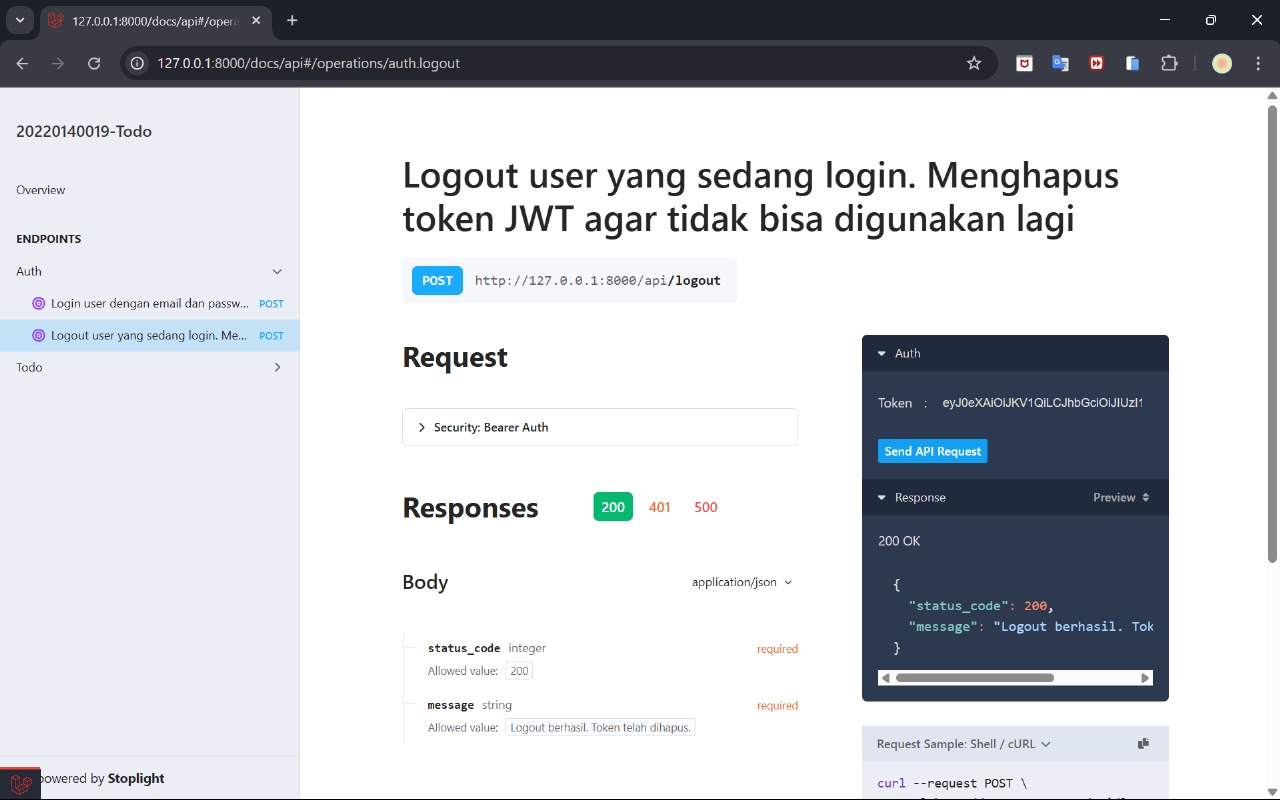 127.0.0.1:8000/docs/api#/opera
127.0.0.1:8000/docs/api#/operations/auth.logout
20220140019-Todo
Overview
ENDPOINTS
Auth
Login user dengan email dan passw... POST
Logout user yang sedang login. Me... POST
Todo
powered by Stoplight
Logout user yang sedang login. Menghapus
token JWT agar tidak bisa digunakan lagi
POST http://127.0.0.1:8000/api/logout
Request
Security: Bearer Auth
Responses 200 401 500
Body application/json
status_code integer required
Allowed value: 200
message string required
Allowed value: Logout berhasil. Token telah dihapus.
Auth
Token : eyJ0eXAiOiJKV1QiLCJhbGciOiJIUzI1
Send API Request
Response Preview
200 OK
{
"status_code": 200,
"message": "Logout berhasil. Tok
}
Request Sample: Shell / cURL
curl --request POST \